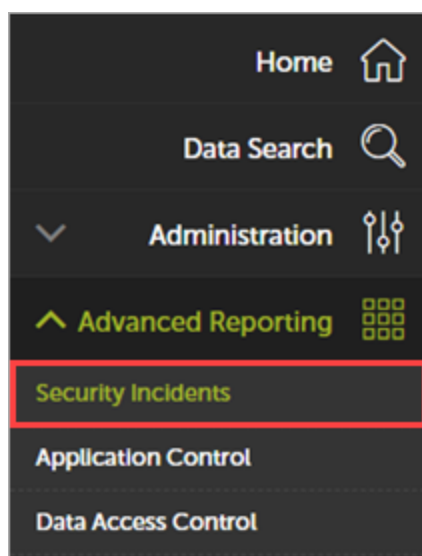 Home
Data Search
Administration
Advanced Reporting
Security Incidents
Application Control
Data Access Control